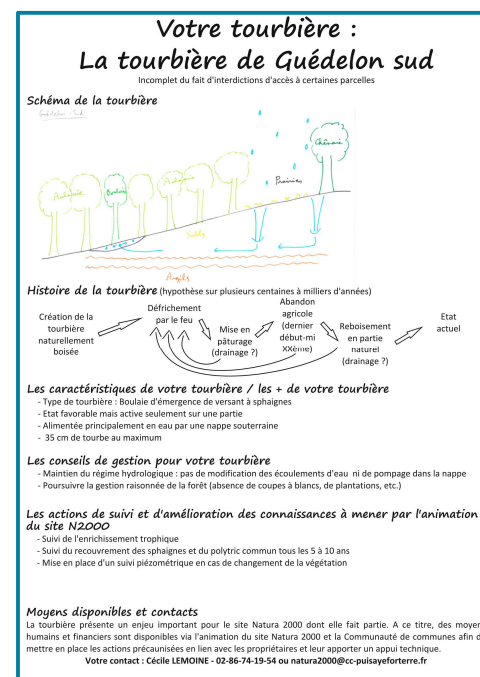 Votre tourbière :
La tourbière de Guédelon sud
Incomplet du fait d'interdictions d'accès à certaines parcelles
Schéma de la tourbière
Guédelon - Sud
Chênaie
Boulaie
Prairies
Sables
Argiles
Histoire de la tourbière (hypothèse sur plusieurs centaines à milliers d'années)
Création de la
tourbière
naturellement
boisée
Défrichement
par le feu
Mise en
pâturage
(drainage ?)
Abandon
agricole
(dernier
début-mi
XXème)
Reboisement
en partie
naturel
(drainage ?)
Etat
actuel
Les caractéristiques de votre tourbière / les + de votre tourbière
- Type de tourbière : Boulaie d'émergence de versant à sphaignes
- Etat favorable mais active seulement sur une partie
- Alimentée principalement en eau par une nappe souterraine
- 35 cm de tourbe au maximum
Les conseils de gestion pour votre tourbière
- Maintien du régime hydrologique : pas de modification des écoulements d'eau ni de pompage dans la nappe
- Poursuivre la gestion raisonnée de la forêt (absence de coupes à blancs, de plantations, etc.)
Les actions de suivi et d'amélioration des connaissances à mener par l'animation
du site N2000
- Suivi de l'enrichissement trophique
- Suivi du recouvrement des sphaignes et du polytric commun tous les 5 à 10 ans
- Mise en place d'un suivi piézométrique en cas de changement de la végétation
Moyens disponibles et contacts
La tourbière présente un enjeu important pour le site Natura 2000 dont elle fait partie. A ce titre, des moyen
humains et financiers sont disponibles via l'animation du site Natura 2000 et la Communauté de communes afin d
mettre en place les actions précaunisées en lien avec les propriétaires et leur apporter un appui technique.
Votre contact : Cécile LEMOINE - 02-86-74-19-54 ou natura2000@cc-puisayeforterre.fr